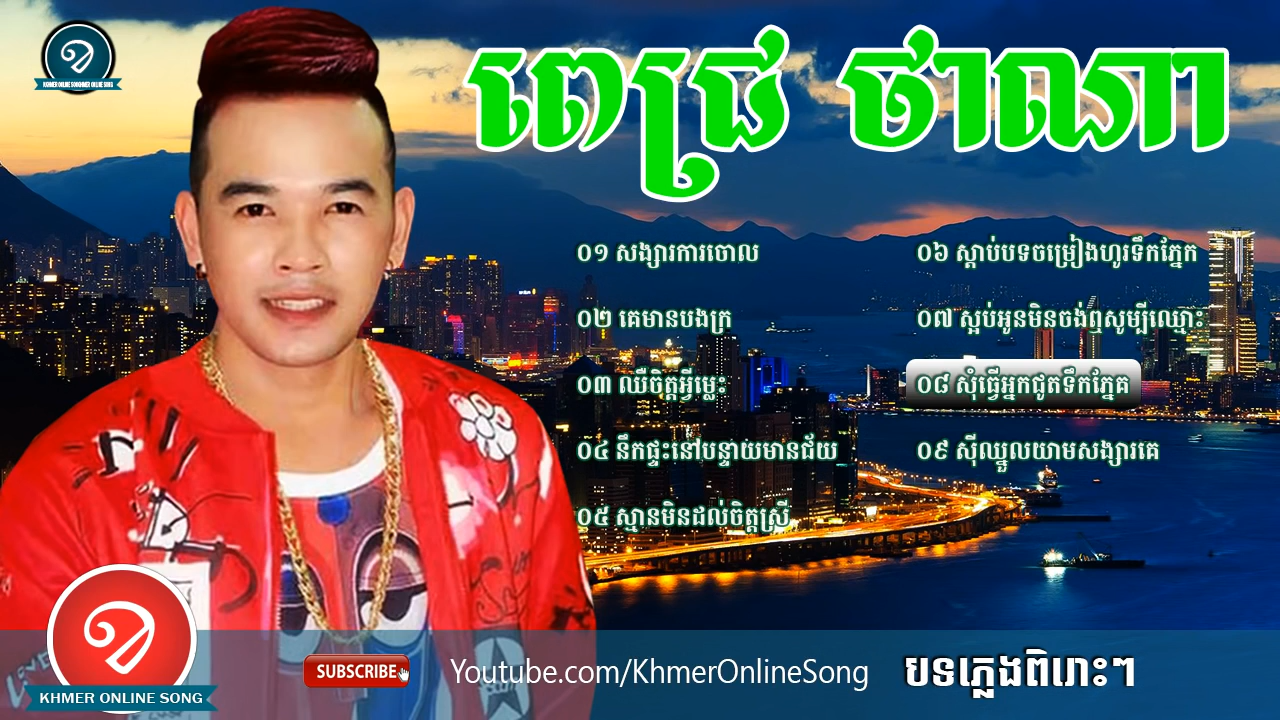 KHMER ONLINE SONG
ពេជ្រ ថាណា
០១ សង្សារការចោល
០២ គេមានបងក្រ
០៣ ឈឺចិត្តអ្វីម្លេះ
០៤ នឹកផ្ទះនៅបន្ទាយមានជ័យ
០៥ ស្មានមិនដល់ចិត្តស្រី
០៦ ស្ដាប់បទចម្រៀងហូរទឹកភ្នែក
០៧ ស្អប់អូនមិនចង់ឮសូម្បីឈ្មោះ
០៨ សុំធ្វើអ្នកជូតទឹកភ្នែគ
០៩ ស៊ីឈ្នួលយាមសង្សារគេ
KHMER ONLINE SONG
SUBSCRIBE
Youtube.com/KhmerOnlineSong
បទភ្លេងពិរោះៗ